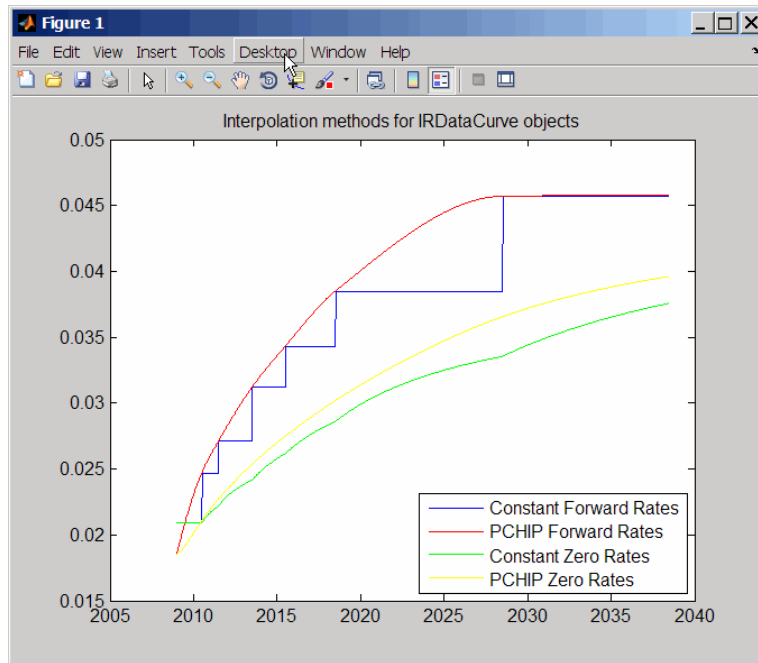 Figure 1
File Edit View Insert Tools Desktop Window Help
Interpolation methods for IRDataCurve objects
0.05
0.045
0.04
0.035
0.03
0.025
0.02
0.015
2005 2010 2015 2020 2025 2030 2035 2040
Constant Forward Rates
PCHIP Forward Rates
Constant Zero Rates
PCHIP Zero Rates